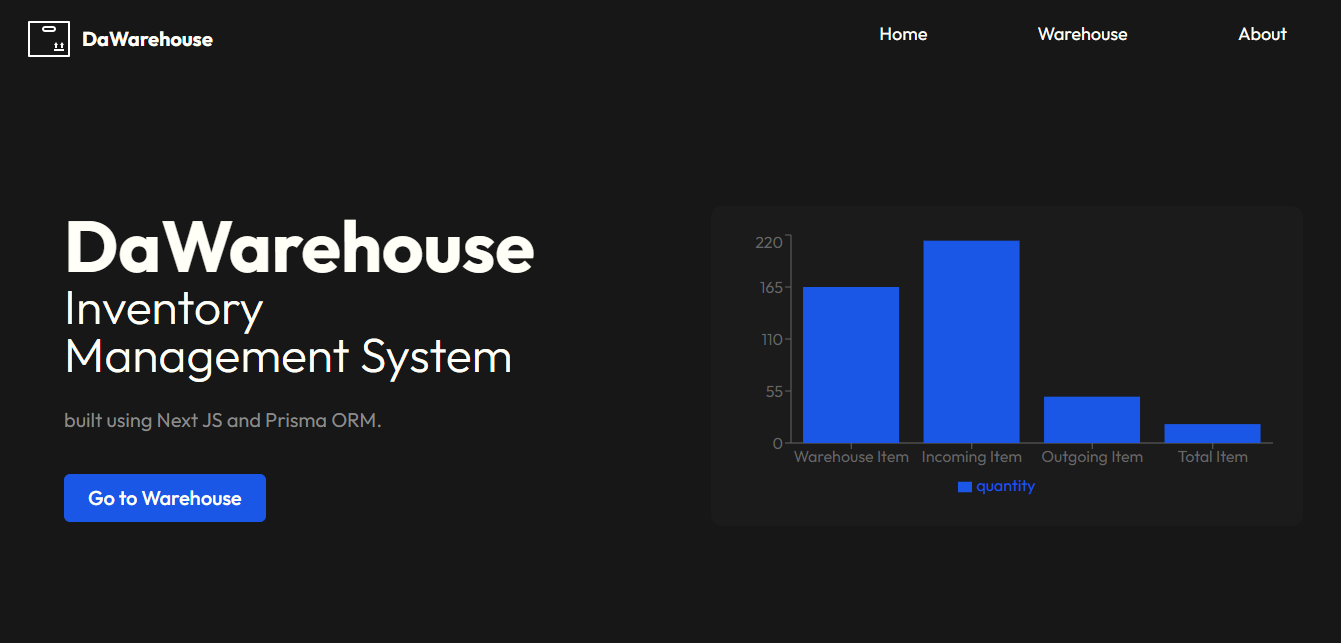 DaWarehouse
Home
Warehouse
About
DaWarehouse
Inventory
Management System
built using Next JS and Prisma ORM.
Go to Warehouse
220
165
110
55
0
Warehouse Item
Incoming Item
Outgoing Item
Total Item
quantity